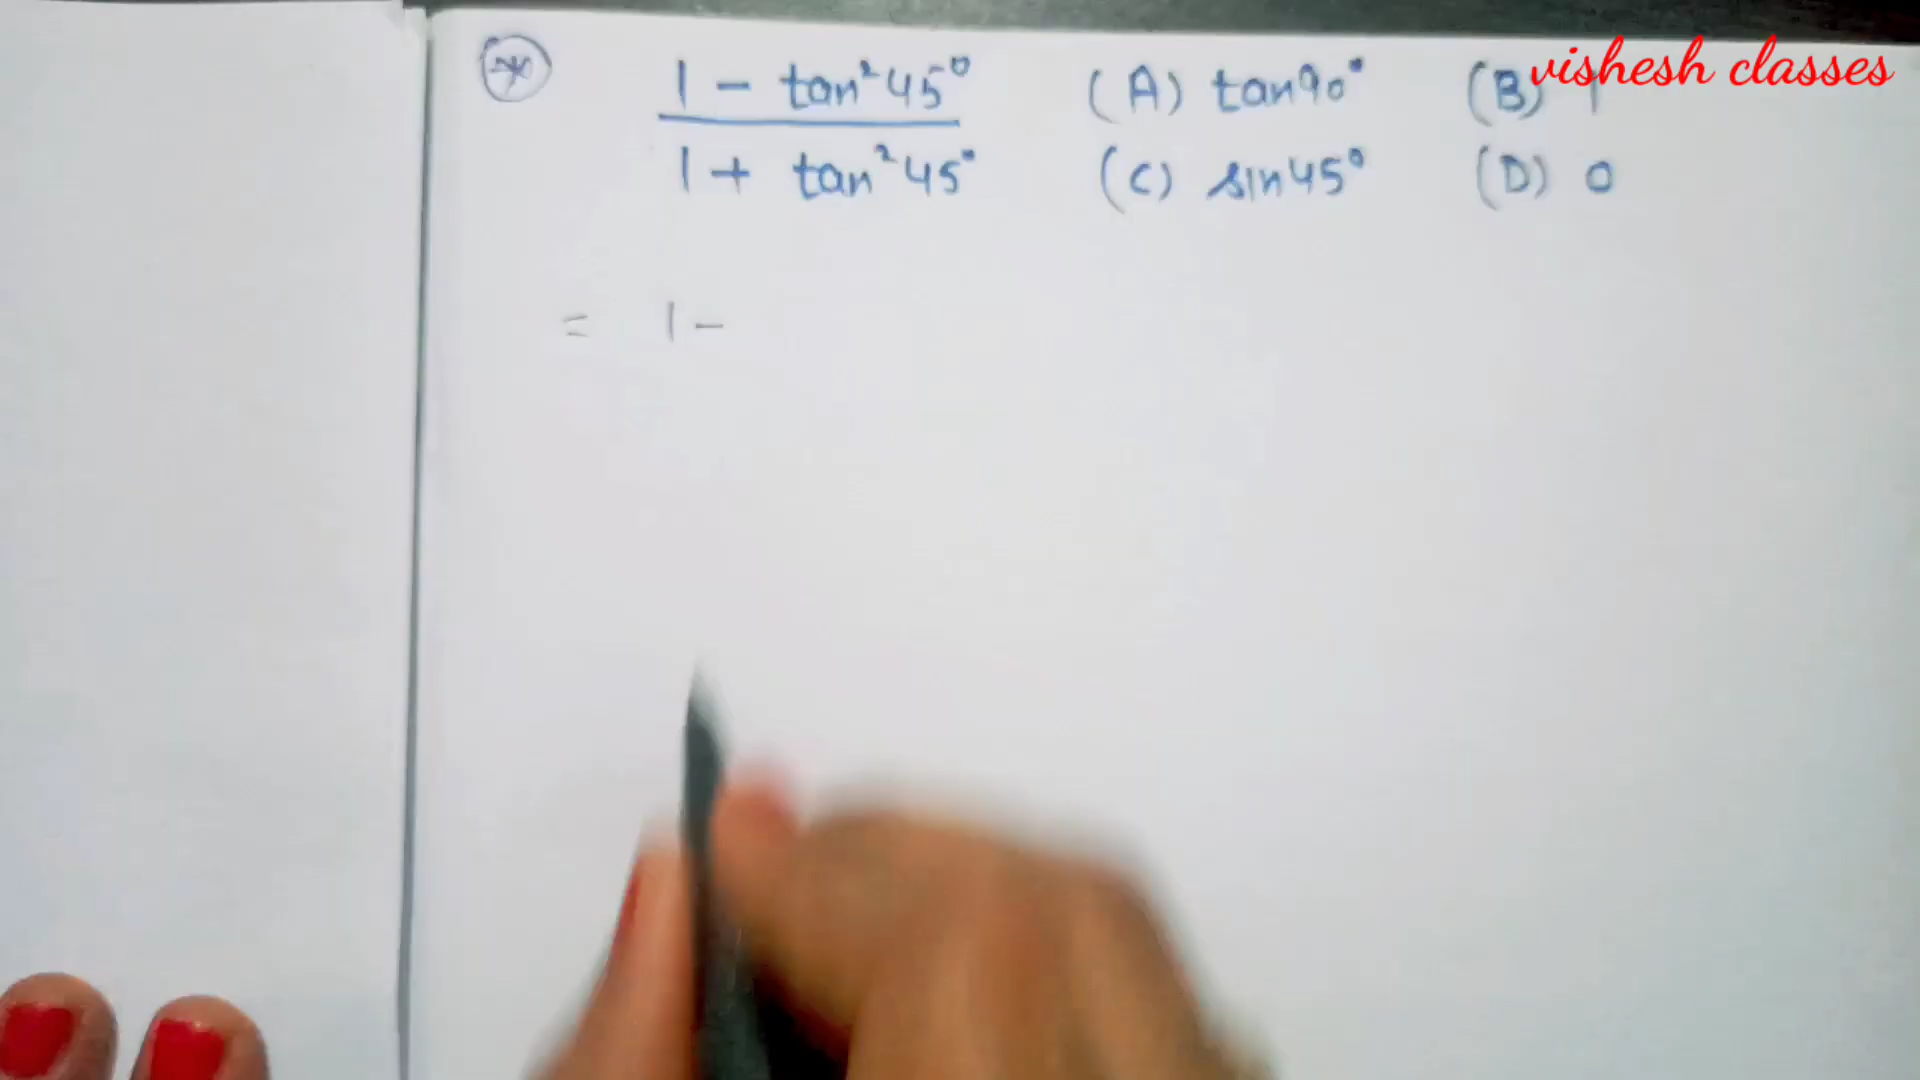 vishesh classes
1 - tan²45° (A) tan90° (B) 1
1 + tan²45° (C) sin45° (D) 0
= 1 -